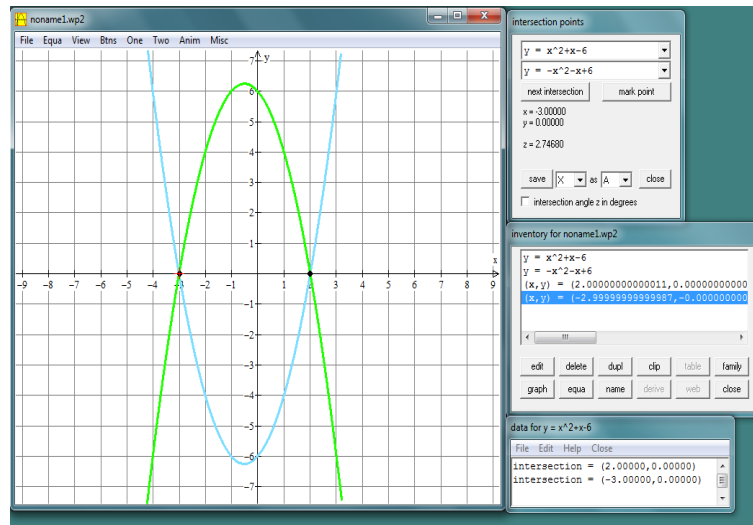 noname1.wp2
File Equa View Btns One Two Anim Misc
y
7
6
5
4
3
2
1
x
-9 -8 -7 -6 -5 -4 -3 -2 -1 1 2 3 4 5 6 7 8 9
-1
-2
-3
-4
-5
-6
-7
intersection points
y = x^2+x-6
y = -x^2-x+6
next intersection mark point
x = -3.00000
y = 0.00000
z = 2.74680
save X as A close
intersection angle z in degrees
inventory for noname1.wp2
y = x^2+x-6
y = -x^2-x+6
(x,y) = (2.00000000000011,0.00000000000
(x,y) = (-2.99999999999987,-0.000000000
edit delete dupl clip table family
graph equa name derive web close
data for y = x^2+x-6
File Edit Help Close
intersection = (2.00000,0.00000)
intersection = (-3.00000,0.00000)